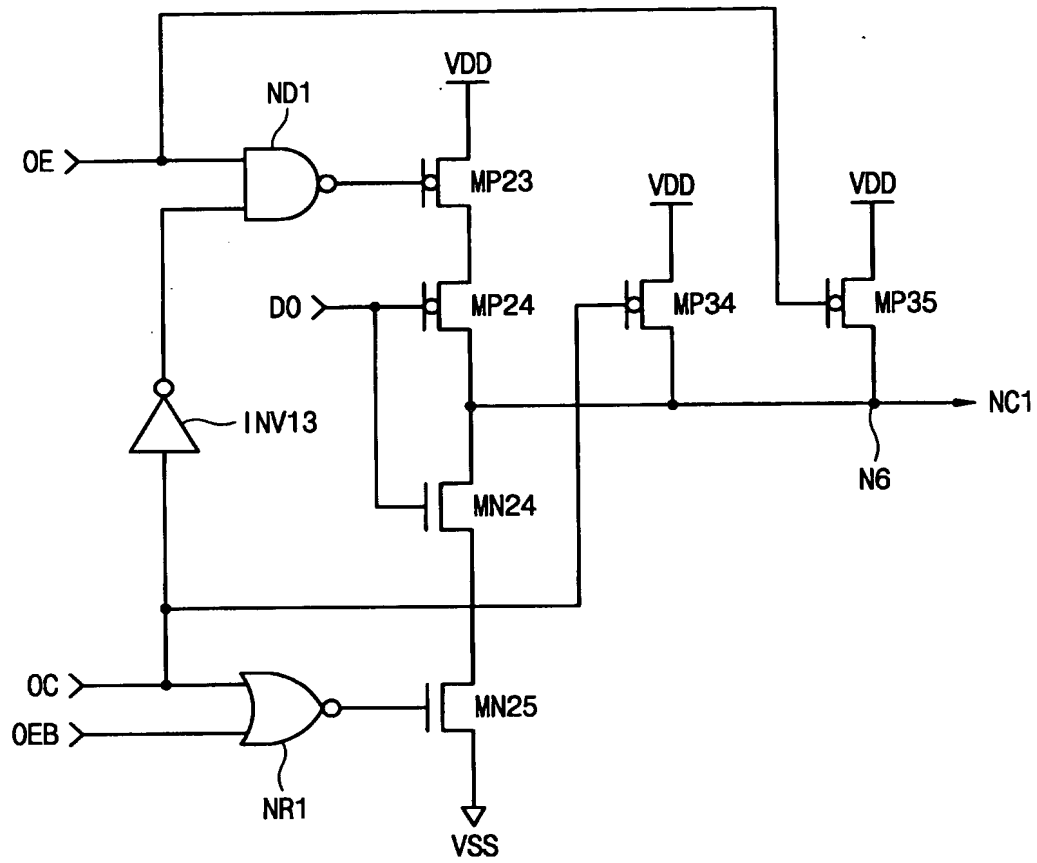 VDD
ND1
OE
MP23
VDD
VDD
DO
MP24
MP34
MP35
NC1
INV13
N6
MN24
OC
MN25
OEB
NR1
VSS